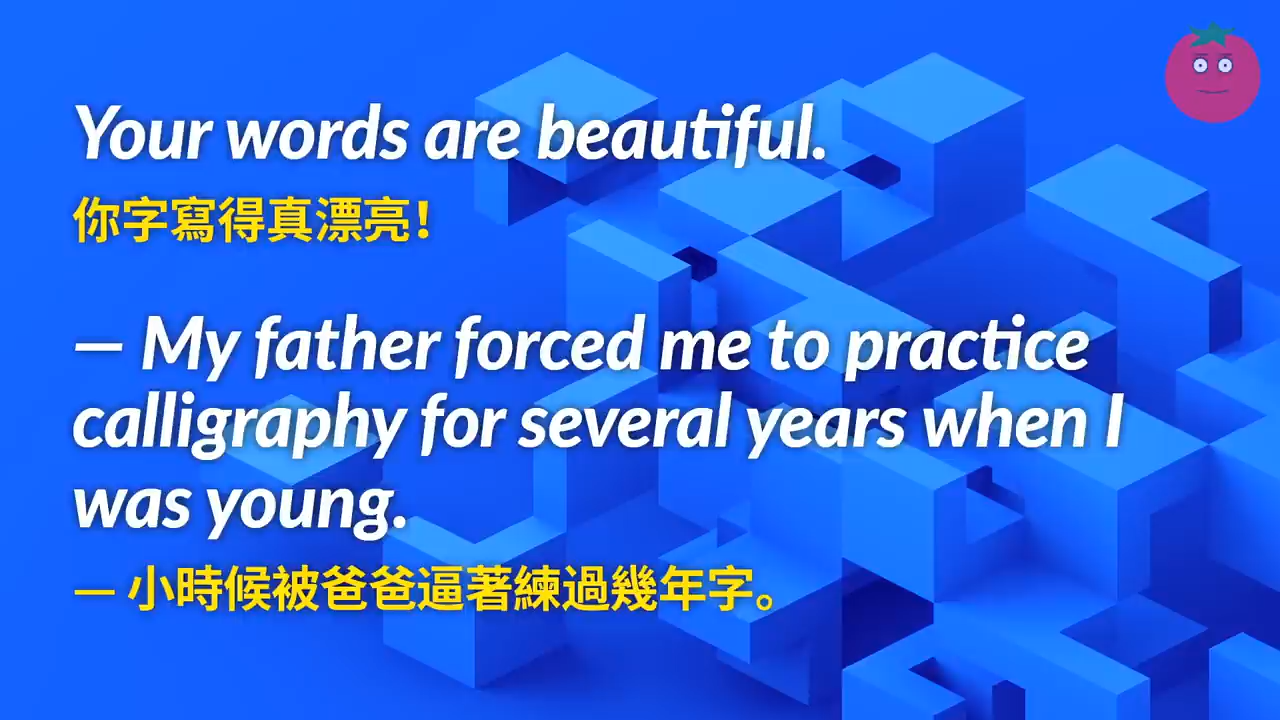 Your words are beautiful.
你字寫得真漂亮！
— My father forced me to practice
calligraphy for several years when I
was young.
— 小時候被爸爸逼著練過幾年字。